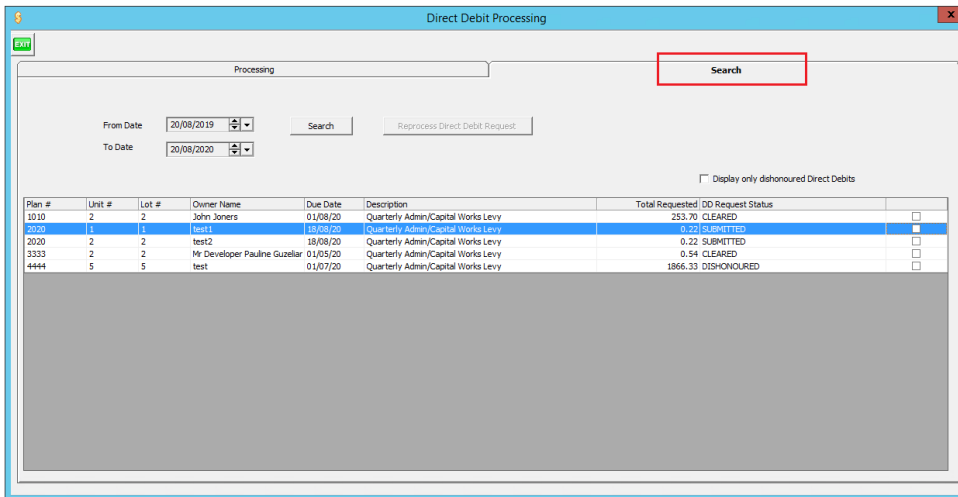 $ Direct Debit Processing x
EXIT
Processing Search
From Date 20/08/2019 Search Reprocess Direct Debit Request
To Date 20/08/2020
Display only dishonoured Direct Debits
Plan # Unit # Lot # Owner Name Due Date Description Total Requested DD Request Status
1010 2 2 John Joners 01/08/20 Quarterly Admin/Capital Works Levy 253.70 CLEARED
2020 1 1 test1 18/08/20 Quarterly Admin/Capital Works Levy 0.22 SUBMITTED
2020 2 2 test2 18/08/20 Quarterly Admin/Capital Works Levy 0.22 SUBMITTED
3333 2 2 Mr Developer Pauline Guzeliar 01/05/20 Quarterly Admin/Capital Works Levy 0.54 CLEARED
4444 5 5 test 01/07/20 Quarterly Admin/Capital Works Levy 1866.33 DISHONOURED